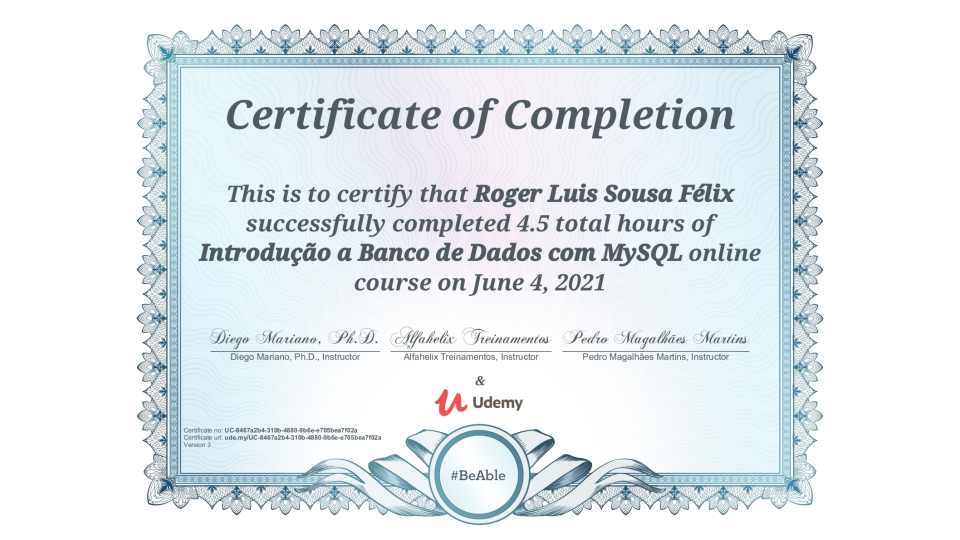 Certificate of Completion
This is to certify that Roger Luis Sousa Félix
successfully completed 4.5 total hours of
Introdução a Banco de Dados com MySQL online
course on June 4, 2021
Diego Mariano, Ph.D. Alfahelix Treinamentos Pedro Magalhães Martins
Diego Mariano, Ph.D., Instructor Alfahelix Treinamentos, Instructor Pedro Magalhães Martins, Instructor
&
Udemy
Certificate no: UC-8467a2b4-310b-4880-9b6e-e705bea7f02a
Certificate url: ude.my/UC-8467a2b4-310b-4880-9b6e-e705bea7f02a
Version 3
#BeAble